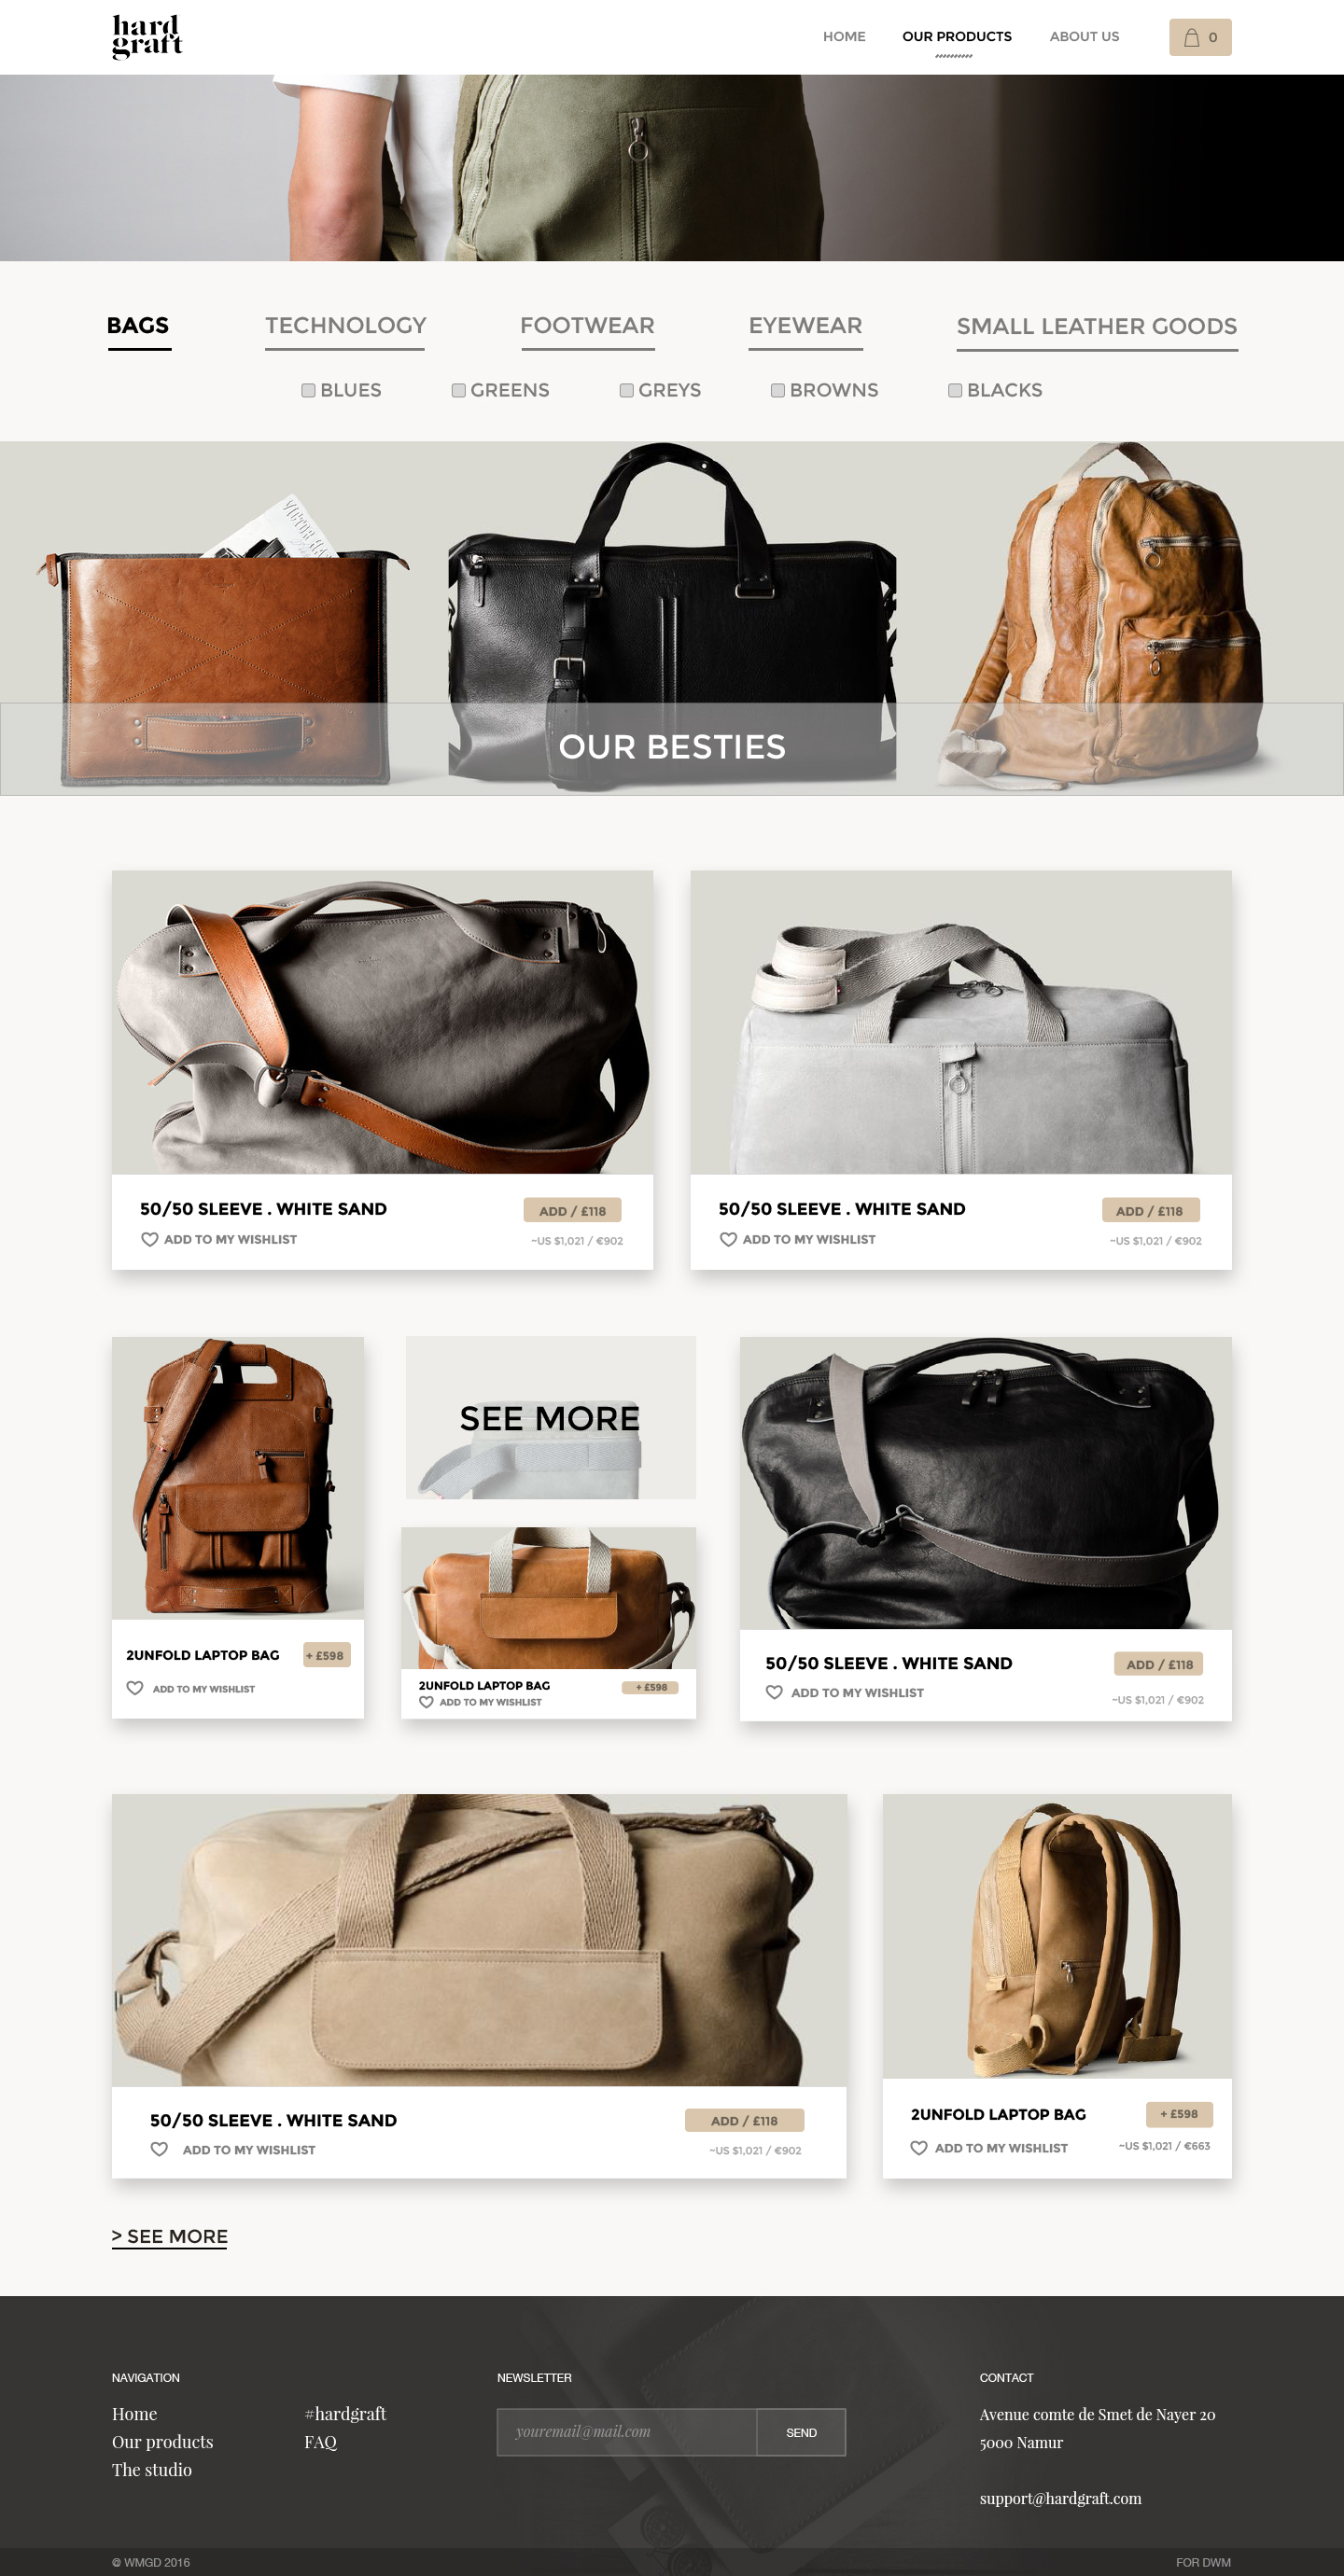 hard
graft
HOME OUR PRODUCTS ABOUT US 0
BAGS TECHNOLOGY FOOTWEAR EYEWEAR SMALL LEATHER GOODS
BLUES GREENS GREYS BROWNS BLACKS
OUR BESTIES
50/50 SLEEVE . WHITE SAND ADD / £118
ADD TO MY WISHLIST ~US $1,021 / €902
50/50 SLEEVE . WHITE SAND ADD / £118
ADD TO MY WISHLIST ~US $1,021 / €902
2UNFOLD LAPTOP BAG + £598
ADD TO MY WISHLIST
SEE MORE
2UNFOLD LAPTOP BAG + £598
ADD TO MY WISHLIST
50/50 SLEEVE . WHITE SAND ADD / £118
ADD TO MY WISHLIST ~US $1,021 / €902
50/50 SLEEVE . WHITE SAND ADD / £118
ADD TO MY WISHLIST ~US $1,021 / €902
2UNFOLD LAPTOP BAG + £598
ADD TO MY WISHLIST ~US $1,021 / €663
> SEE MORE
NAVIGATION
Home #hardgraft
Our products FAQ
The studio
NEWSLETTER
youremail@mail.com SEND
CONTACT
Avenue comte de Smet de Nayer 20
5000 Namur
support@hardgraft.com
@ WMGD 2016 FOR DWM